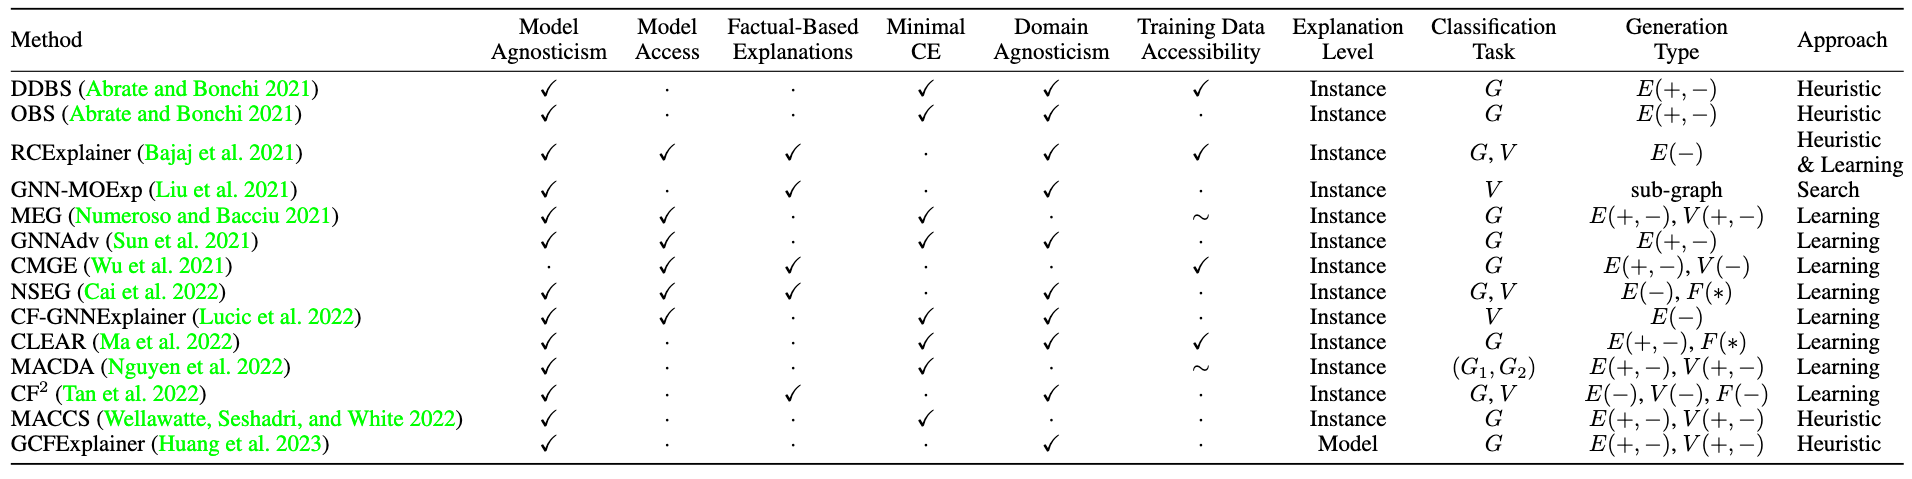 Method Model Agnosticism Model Access Factual-Based Explanations Minimal CE Domain Agnosticism Training Data Accessibility Explanation Level Classification Task Generation Type Approach
DDBS (Abrate and Bonchi 2021) ✓ · · ✓ ✓ ✓ Instance G E(+, −) Heuristic
OBS (Abrate and Bonchi 2021) ✓ · · ✓ ✓ · Instance G E(+, −) Heuristic
RCExplainer (Bajaj et al. 2021) ✓ ✓ ✓ · ✓ ✓ Instance G, V E(−) Heuristic & Learning
GNN-MOExp (Liu et al. 2021) ✓ · ✓ · ✓ · Instance V sub-graph Search
MEG (Numeroso and Bacciu 2021) ✓ ✓ · ✓ · ∼ Instance G E(+, −), V(+, −) Learning
GNNAdv (Sun et al. 2021) ✓ ✓ · ✓ ✓ · Instance G E(+, −) Learning
CMGE (Wu et al. 2021) · ✓ ✓ · · ✓ Instance G E(+, −), V(−) Learning
NSEG (Cai et al. 2022) ✓ ✓ ✓ · ✓ · Instance G, V E(−), F(∗) Learning
CF-GNNExplainer (Lucic et al. 2022) ✓ ✓ · ✓ ✓ · Instance V E(−) Learning
CLEAR (Ma et al. 2022) ✓ · · ✓ ✓ ✓ Instance G E(+, −), F(∗) Learning
MACDA (Nguyen et al. 2022) ✓ · · ✓ · ∼ Instance (G₁, G₂) E(+, −), V(+, −) Learning
CF² (Tan et al. 2022) ✓ · ✓ · ✓ · Instance G, V E(−), V(−), F(−) Learning
MACCS (Wellawatte, Seshadri, and White 2022) ✓ · · ✓ · · Instance G E(+, −), V(+, −) Heuristic
GCFExplainer (Huang et al. 2023) ✓ · · · ✓ · Model G E(+, −), V(+, −) Heuristic